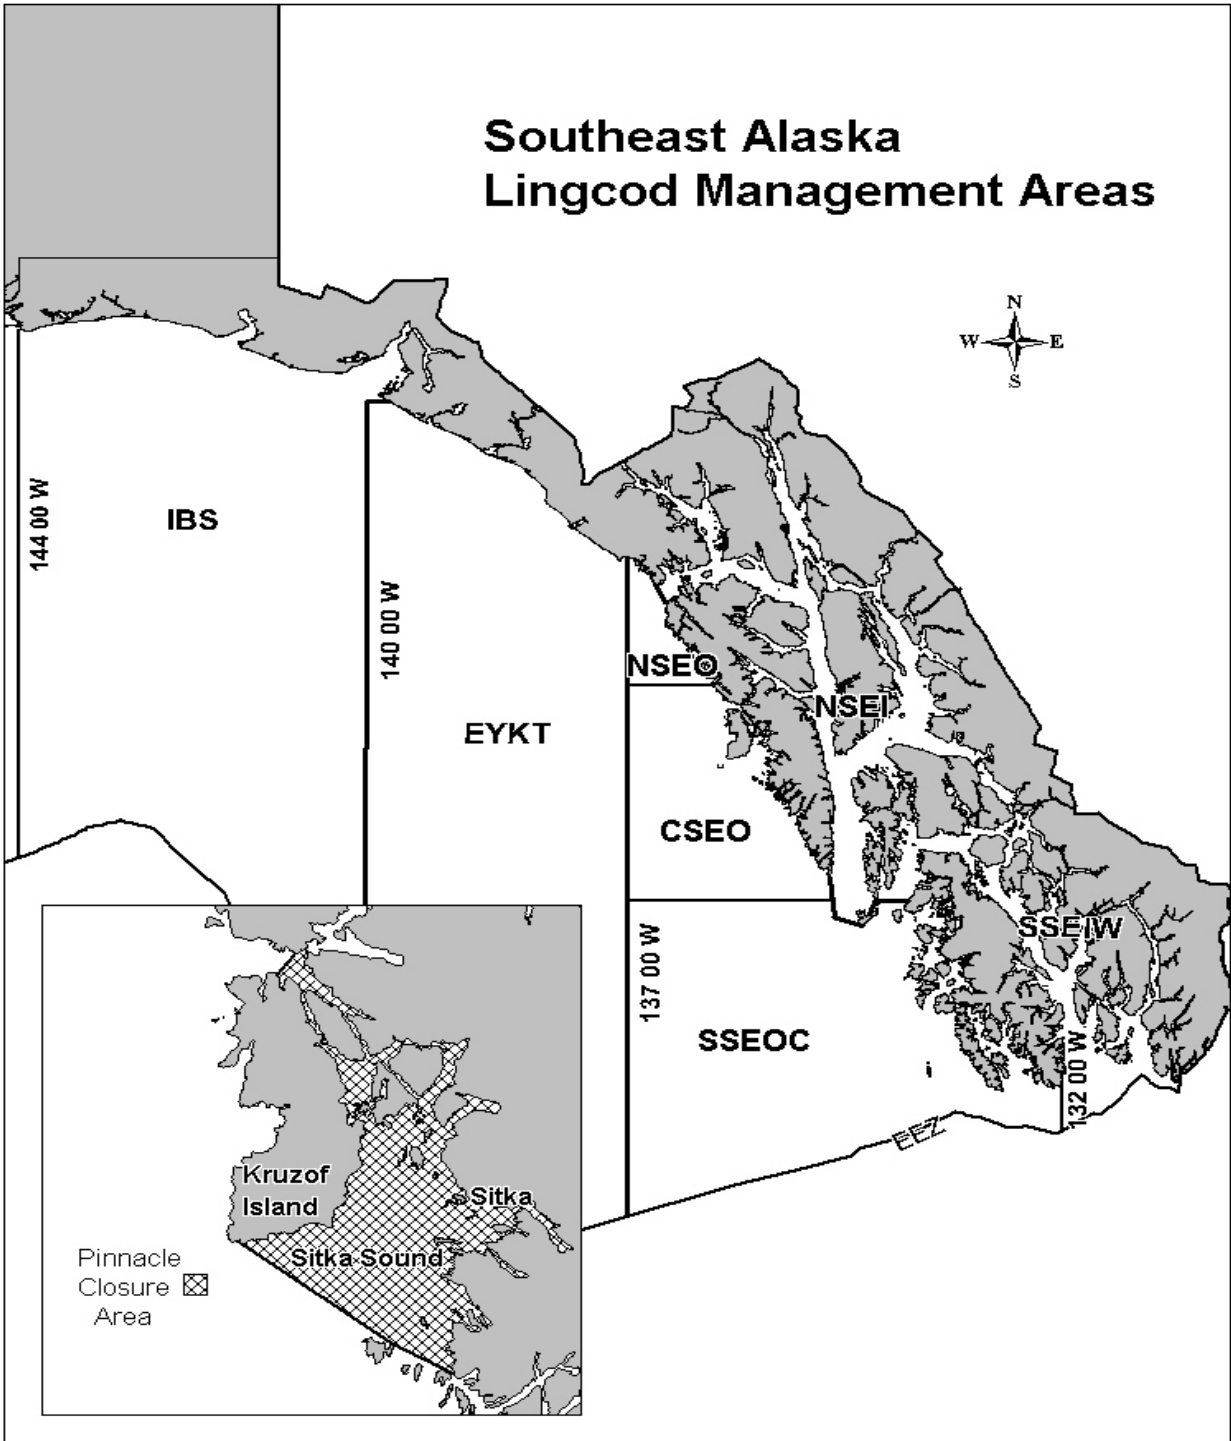 Southeast Alaska
Lingcod Management Areas
N
W E
S
144 00 W
IBS
140 00 W
EYKT
NSEO
NSEI
CSEO
SSEIW
137 00 W
SSEOC
132 00 W
EEZ
Kruzof
Island
Sitka
Sitka Sound
Pinnacle
Closure
Area